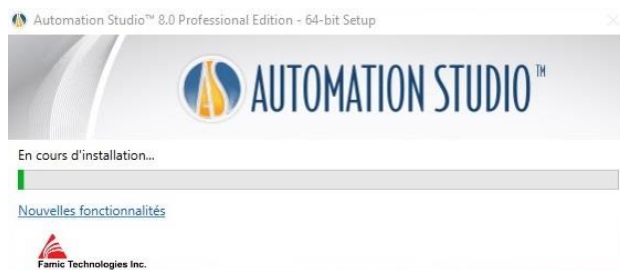 Automation Studio™ 8.0 Professional Edition - 64-bit Setup
AUTOMATION STUDIO™
En cours d'installation...
Nouvelles fonctionnalités
Famic Technologies Inc.